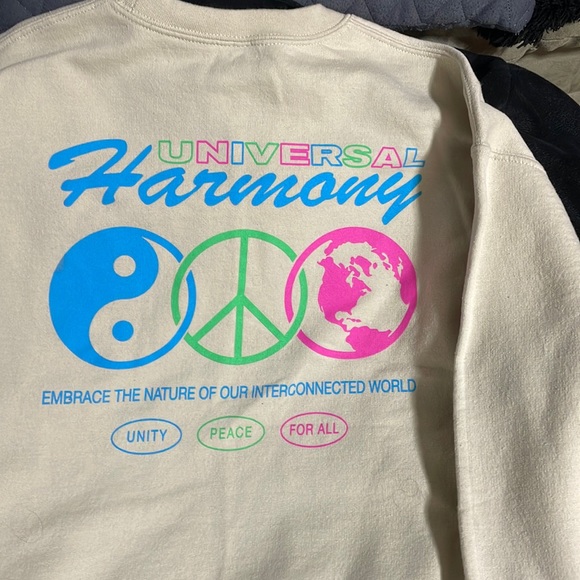 UNIVERSAL
Harmony
EMBRACE THE NATURE OF OUR INTERCONNECTED WORLD
UNITY PEACE FOR ALL